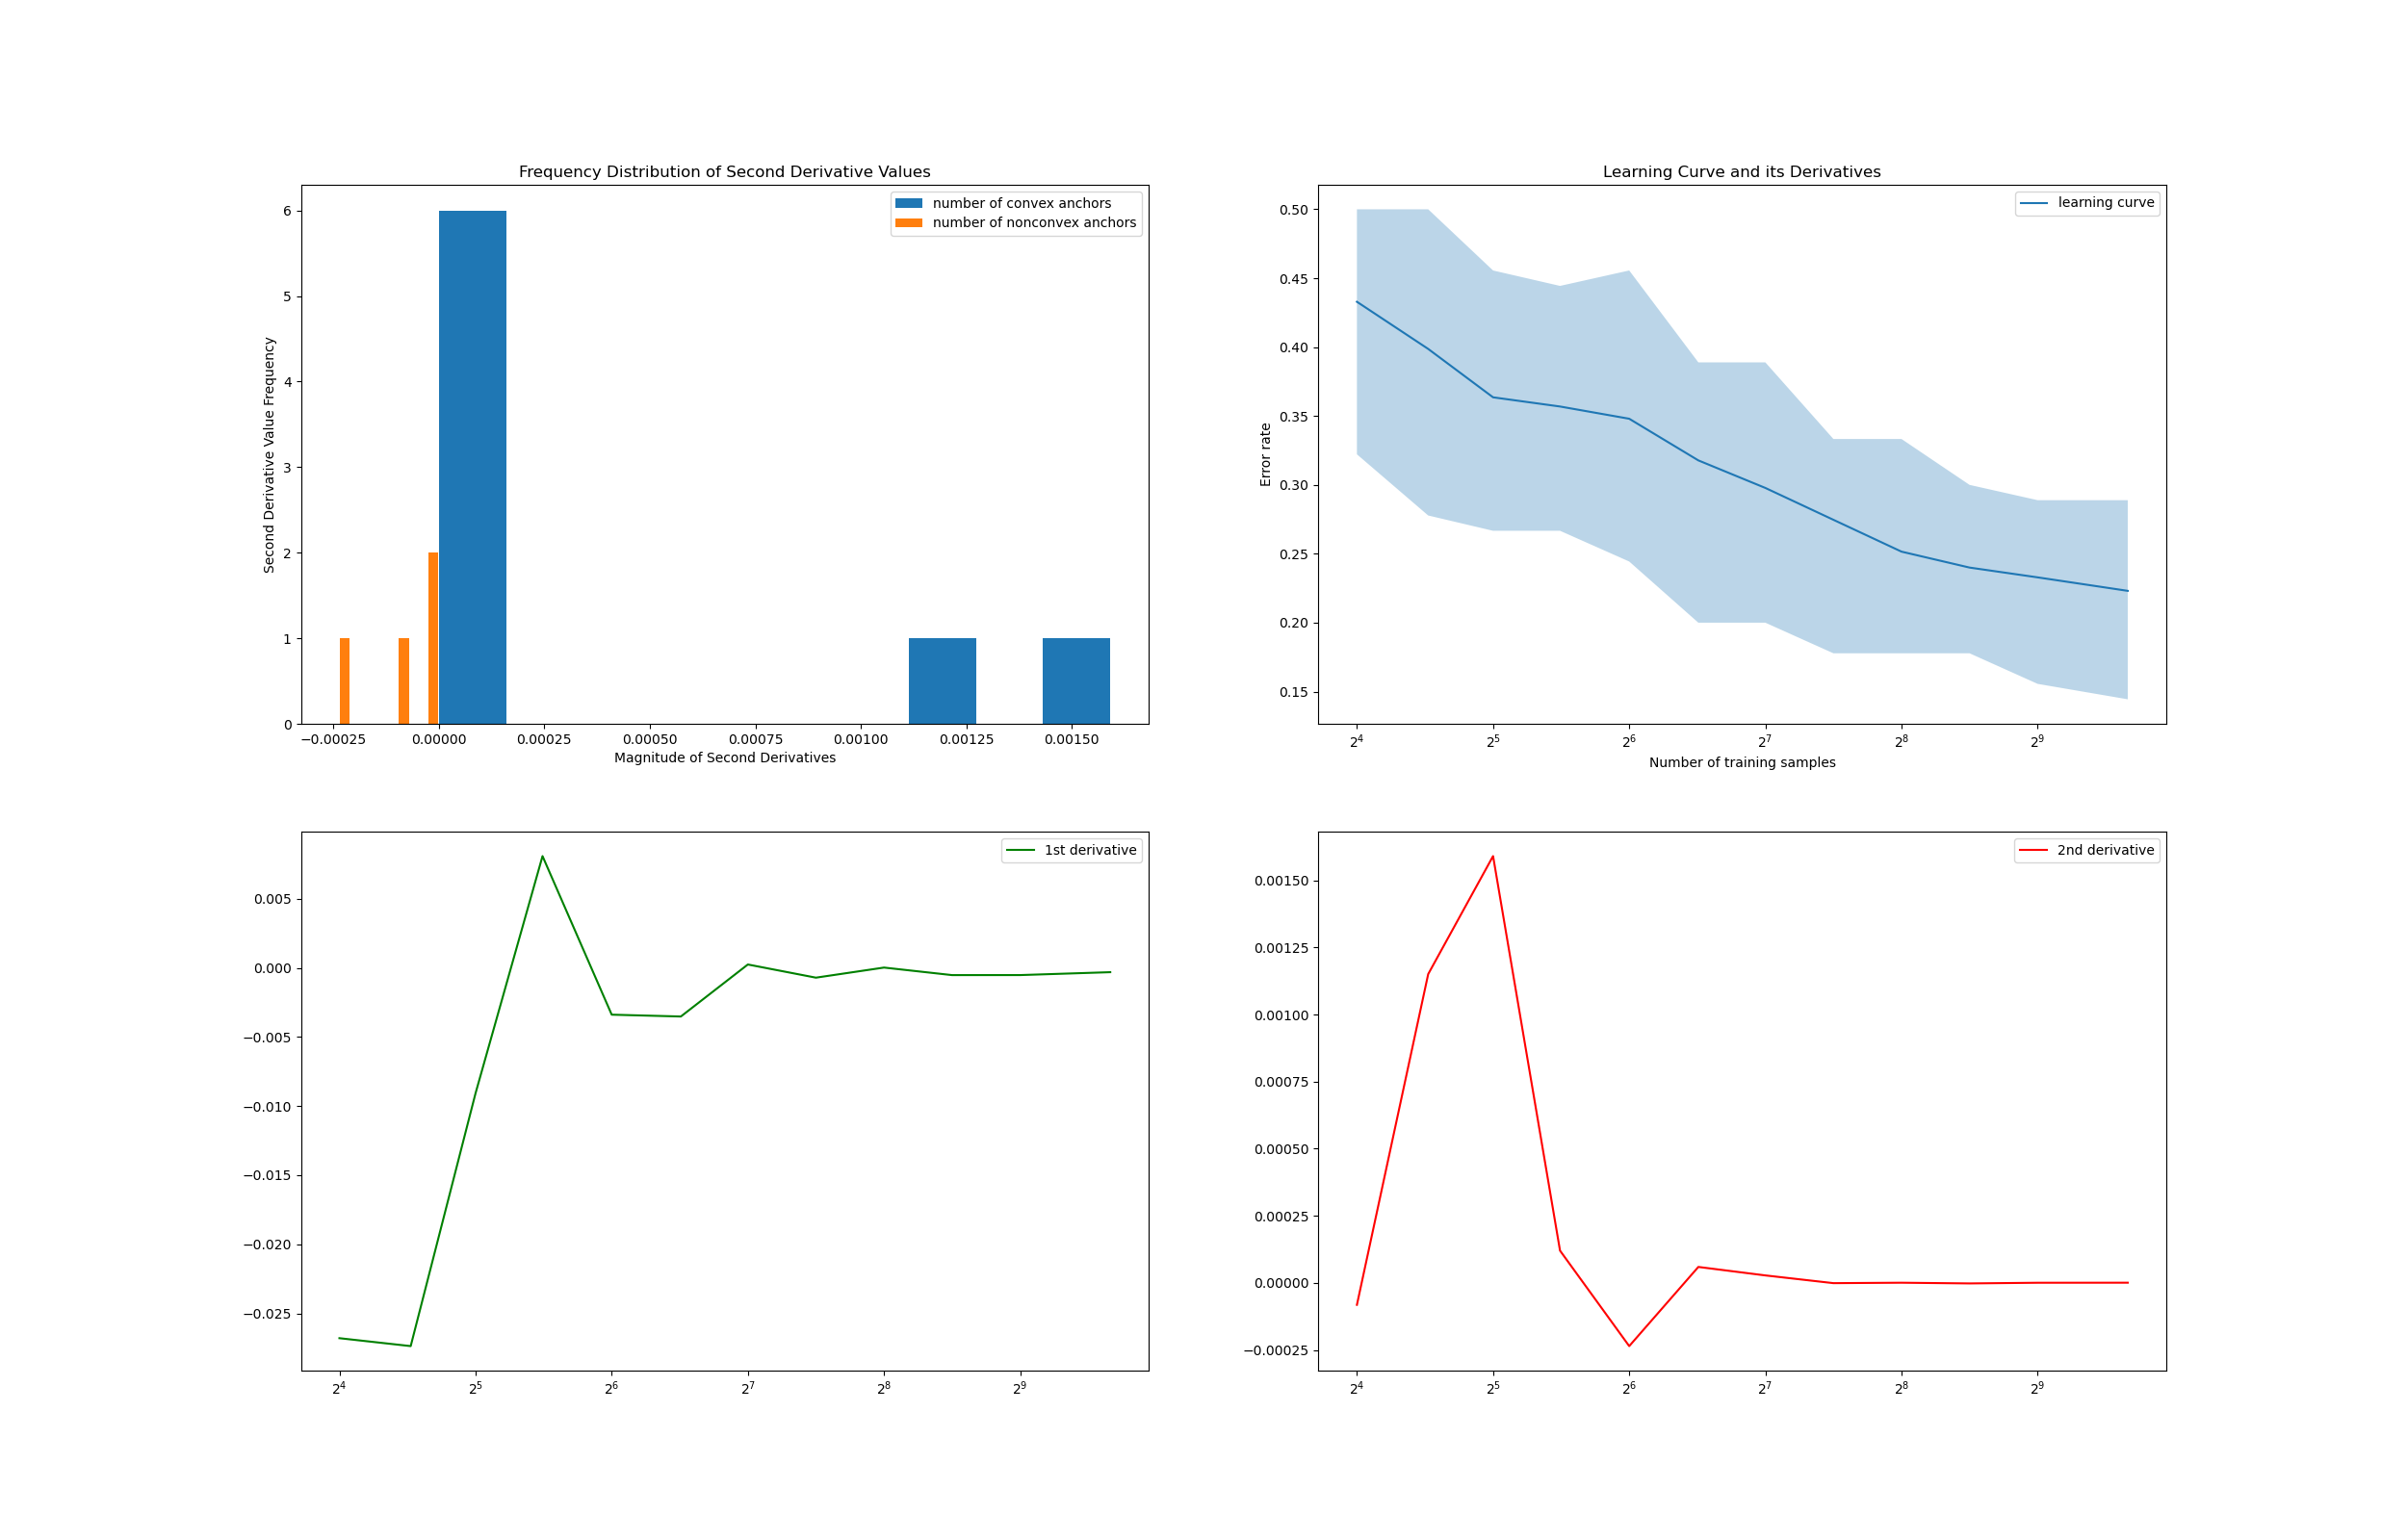 Frequency Distribution of Second Derivative Values
number of convex anchors
number of nonconvex anchors
Second Derivative Value Frequency
6
5
4
3
2
1
0
−0.00025 0.00000 0.00025 0.00050 0.00075 0.00100 0.00125 0.00150
Magnitude of Second Derivatives
Learning Curve and its Derivatives
learning curve
Error rate
0.50
0.45
0.40
0.35
0.30
0.25
0.20
0.15
2⁴ 2⁵ 2⁶ 2⁷ 2⁸ 2⁹
Number of training samples
1st derivative
0.005
0.000
−0.005
−0.010
−0.015
−0.020
−0.025
2⁴ 2⁵ 2⁶ 2⁷ 2⁸ 2⁹
2nd derivative
0.00150
0.00125
0.00100
0.00075
0.00050
0.00025
0.00000
−0.00025
2⁴ 2⁵ 2⁶ 2⁷ 2⁸ 2⁹